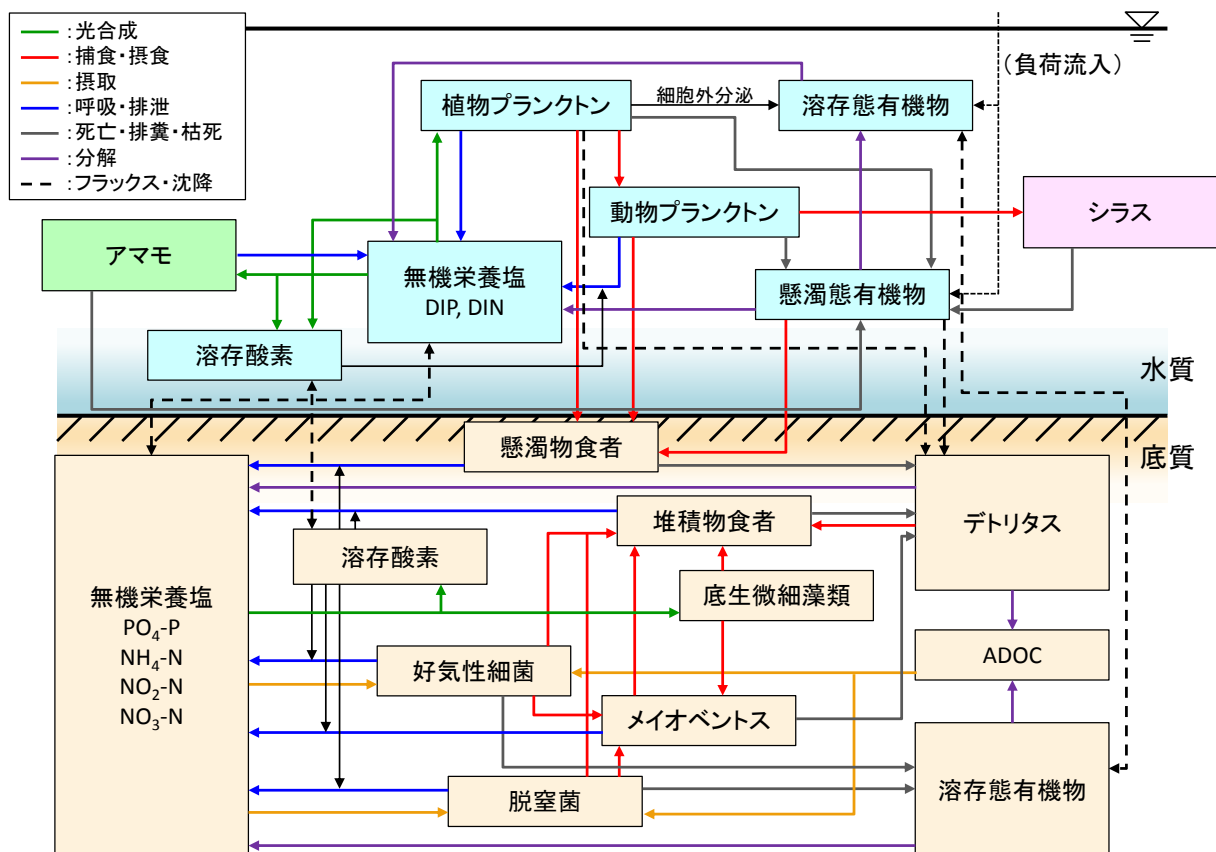 :光合成
:捕食・摂食
:摂取
:呼吸・排泄
:死亡・排糞・枯死
:分解
:フラックス・沈降
(負荷流入)
植物プランクトン
細胞外分泌
溶存態有機物
動物プランクトン
シラス
アマモ
無機栄養塩
DIP, DIN
懸濁態有機物
溶存酸素
水質
懸濁物食者
底質
堆積物食者
デトリタス
溶存酸素
底生微細藻類
無機栄養塩
PO₄-P
NH₄-N
NO₂-N
NO₃-N
好気性細菌
ADOC
メイオベントス
脱窒菌
溶存態有機物